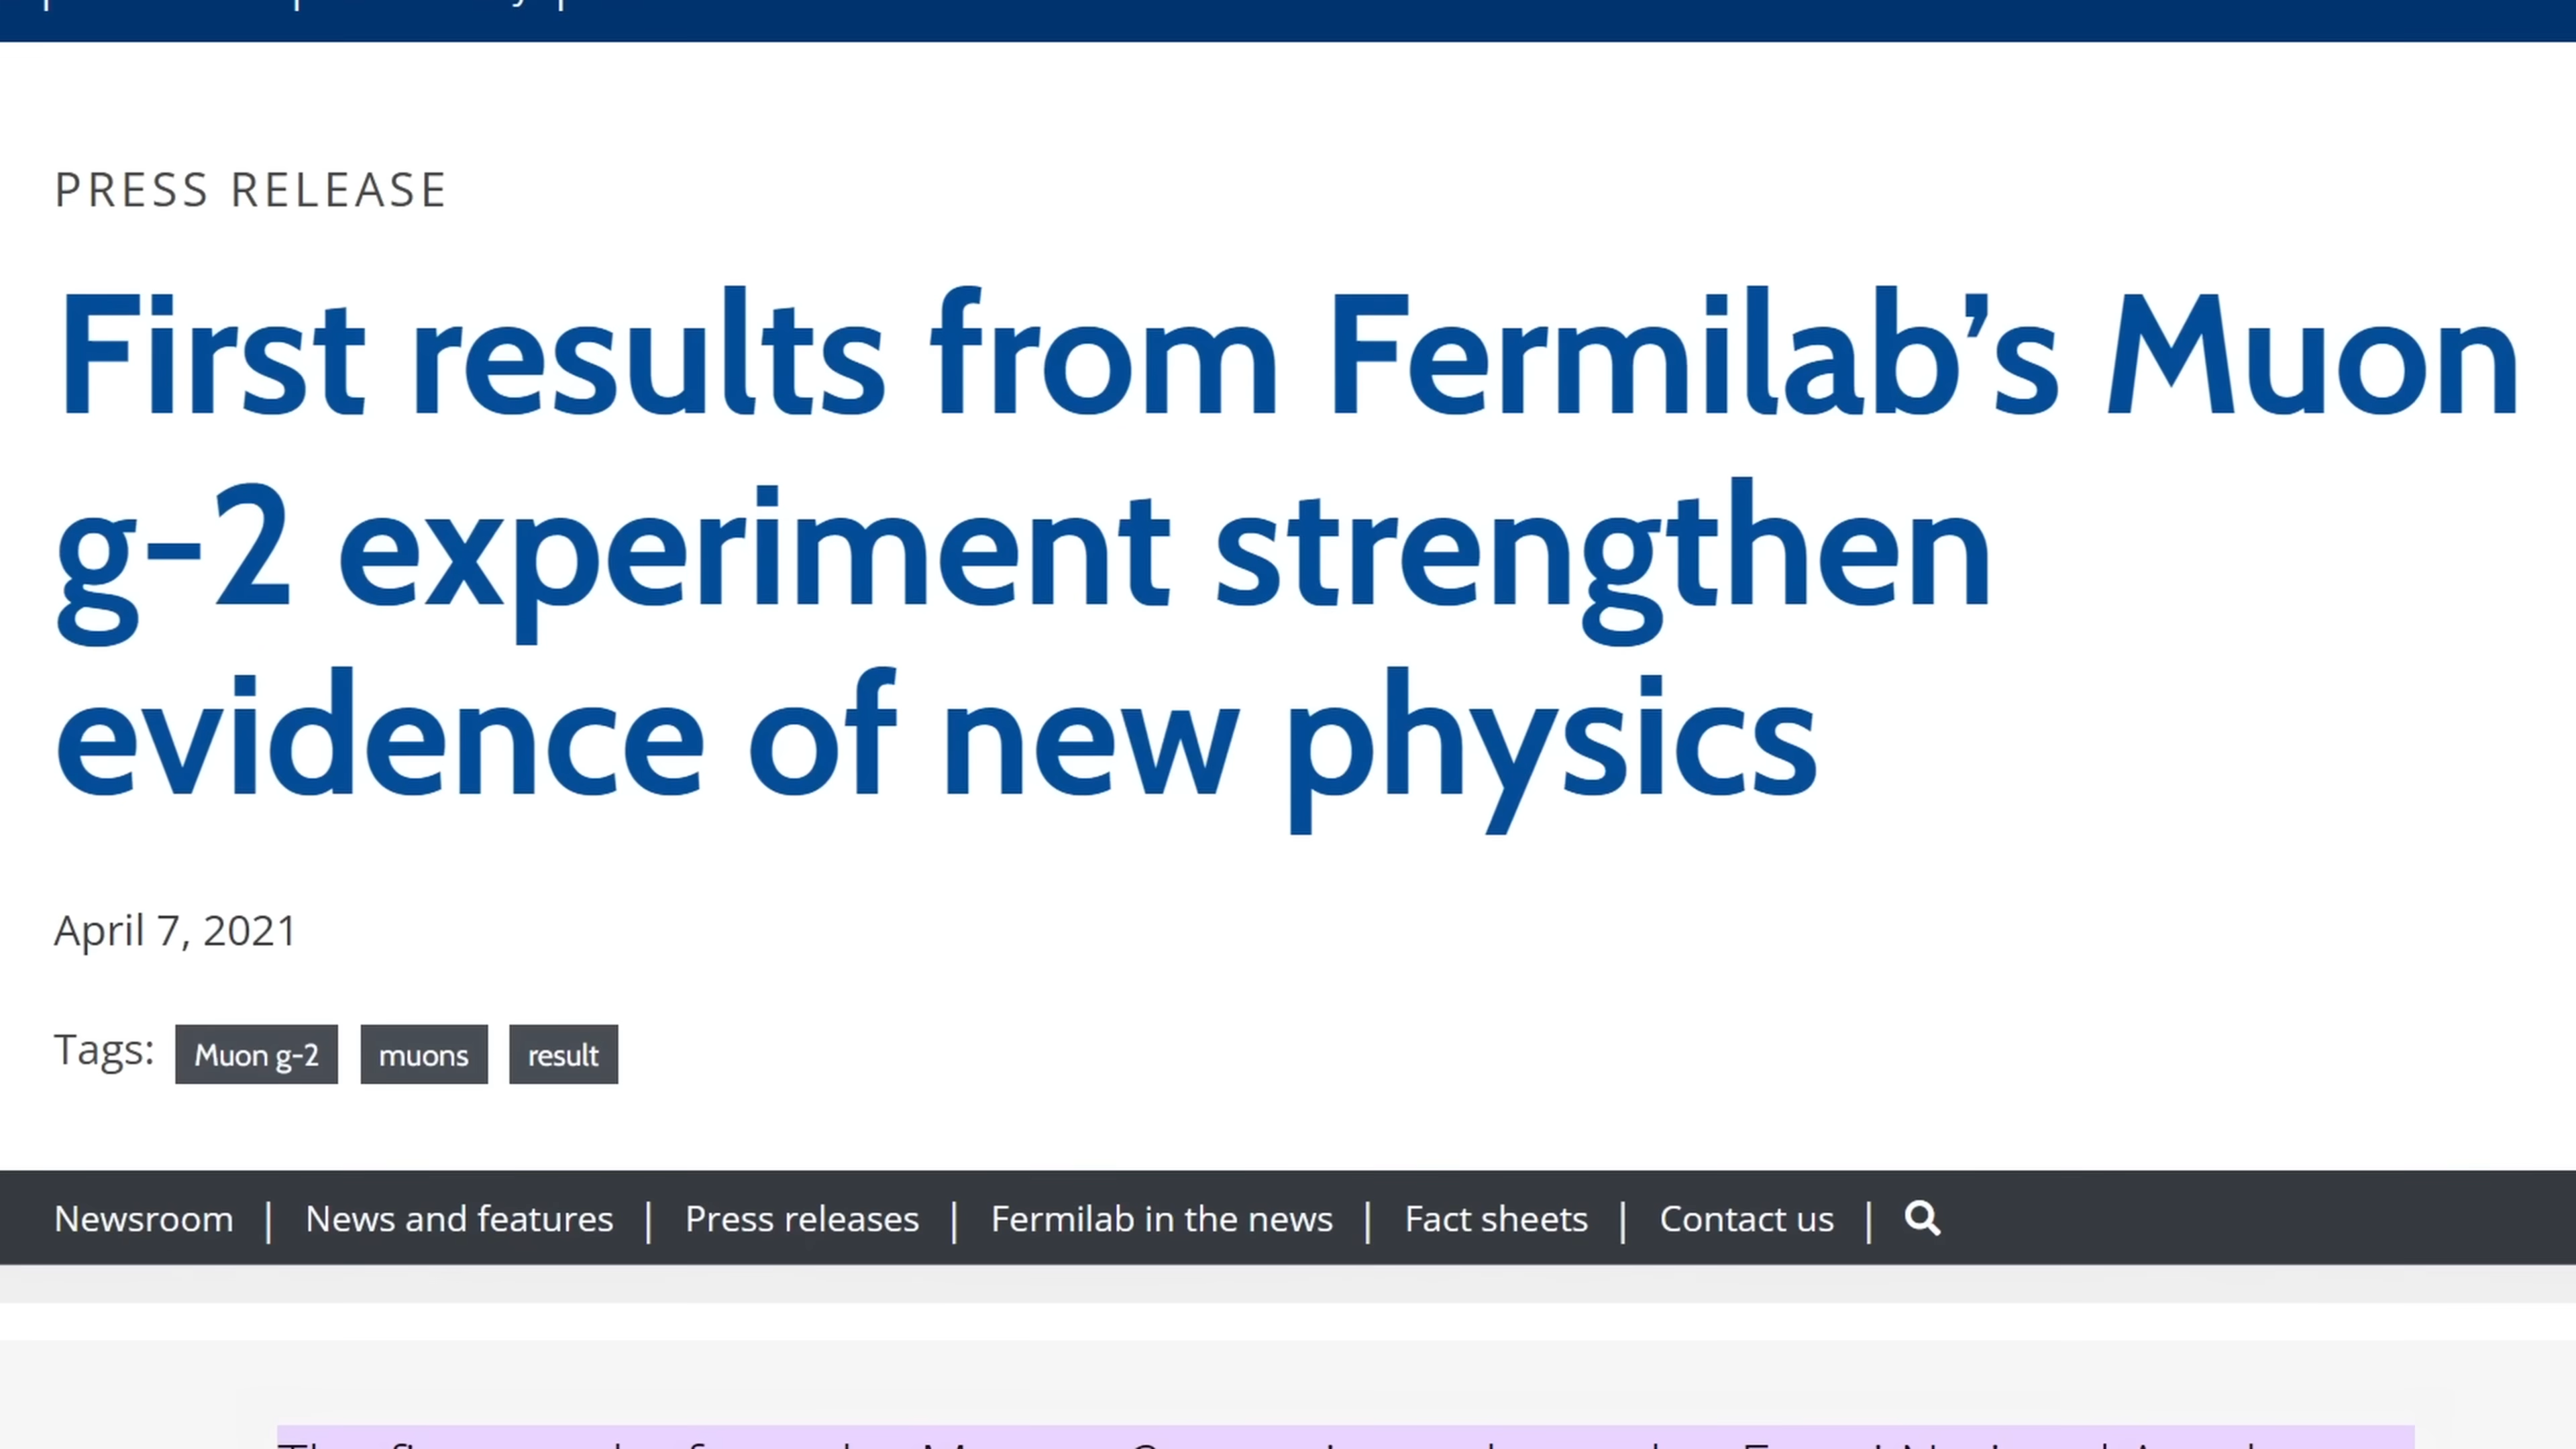 PRESS RELEASE
First results from Fermilab’s Muon
g-2 experiment strengthen
evidence of new physics
April 7, 2021
Tags: Muon g-2 muons result
Newsroom | News and features | Press releases | Fermilab in the news | Fact sheets | Contact us |